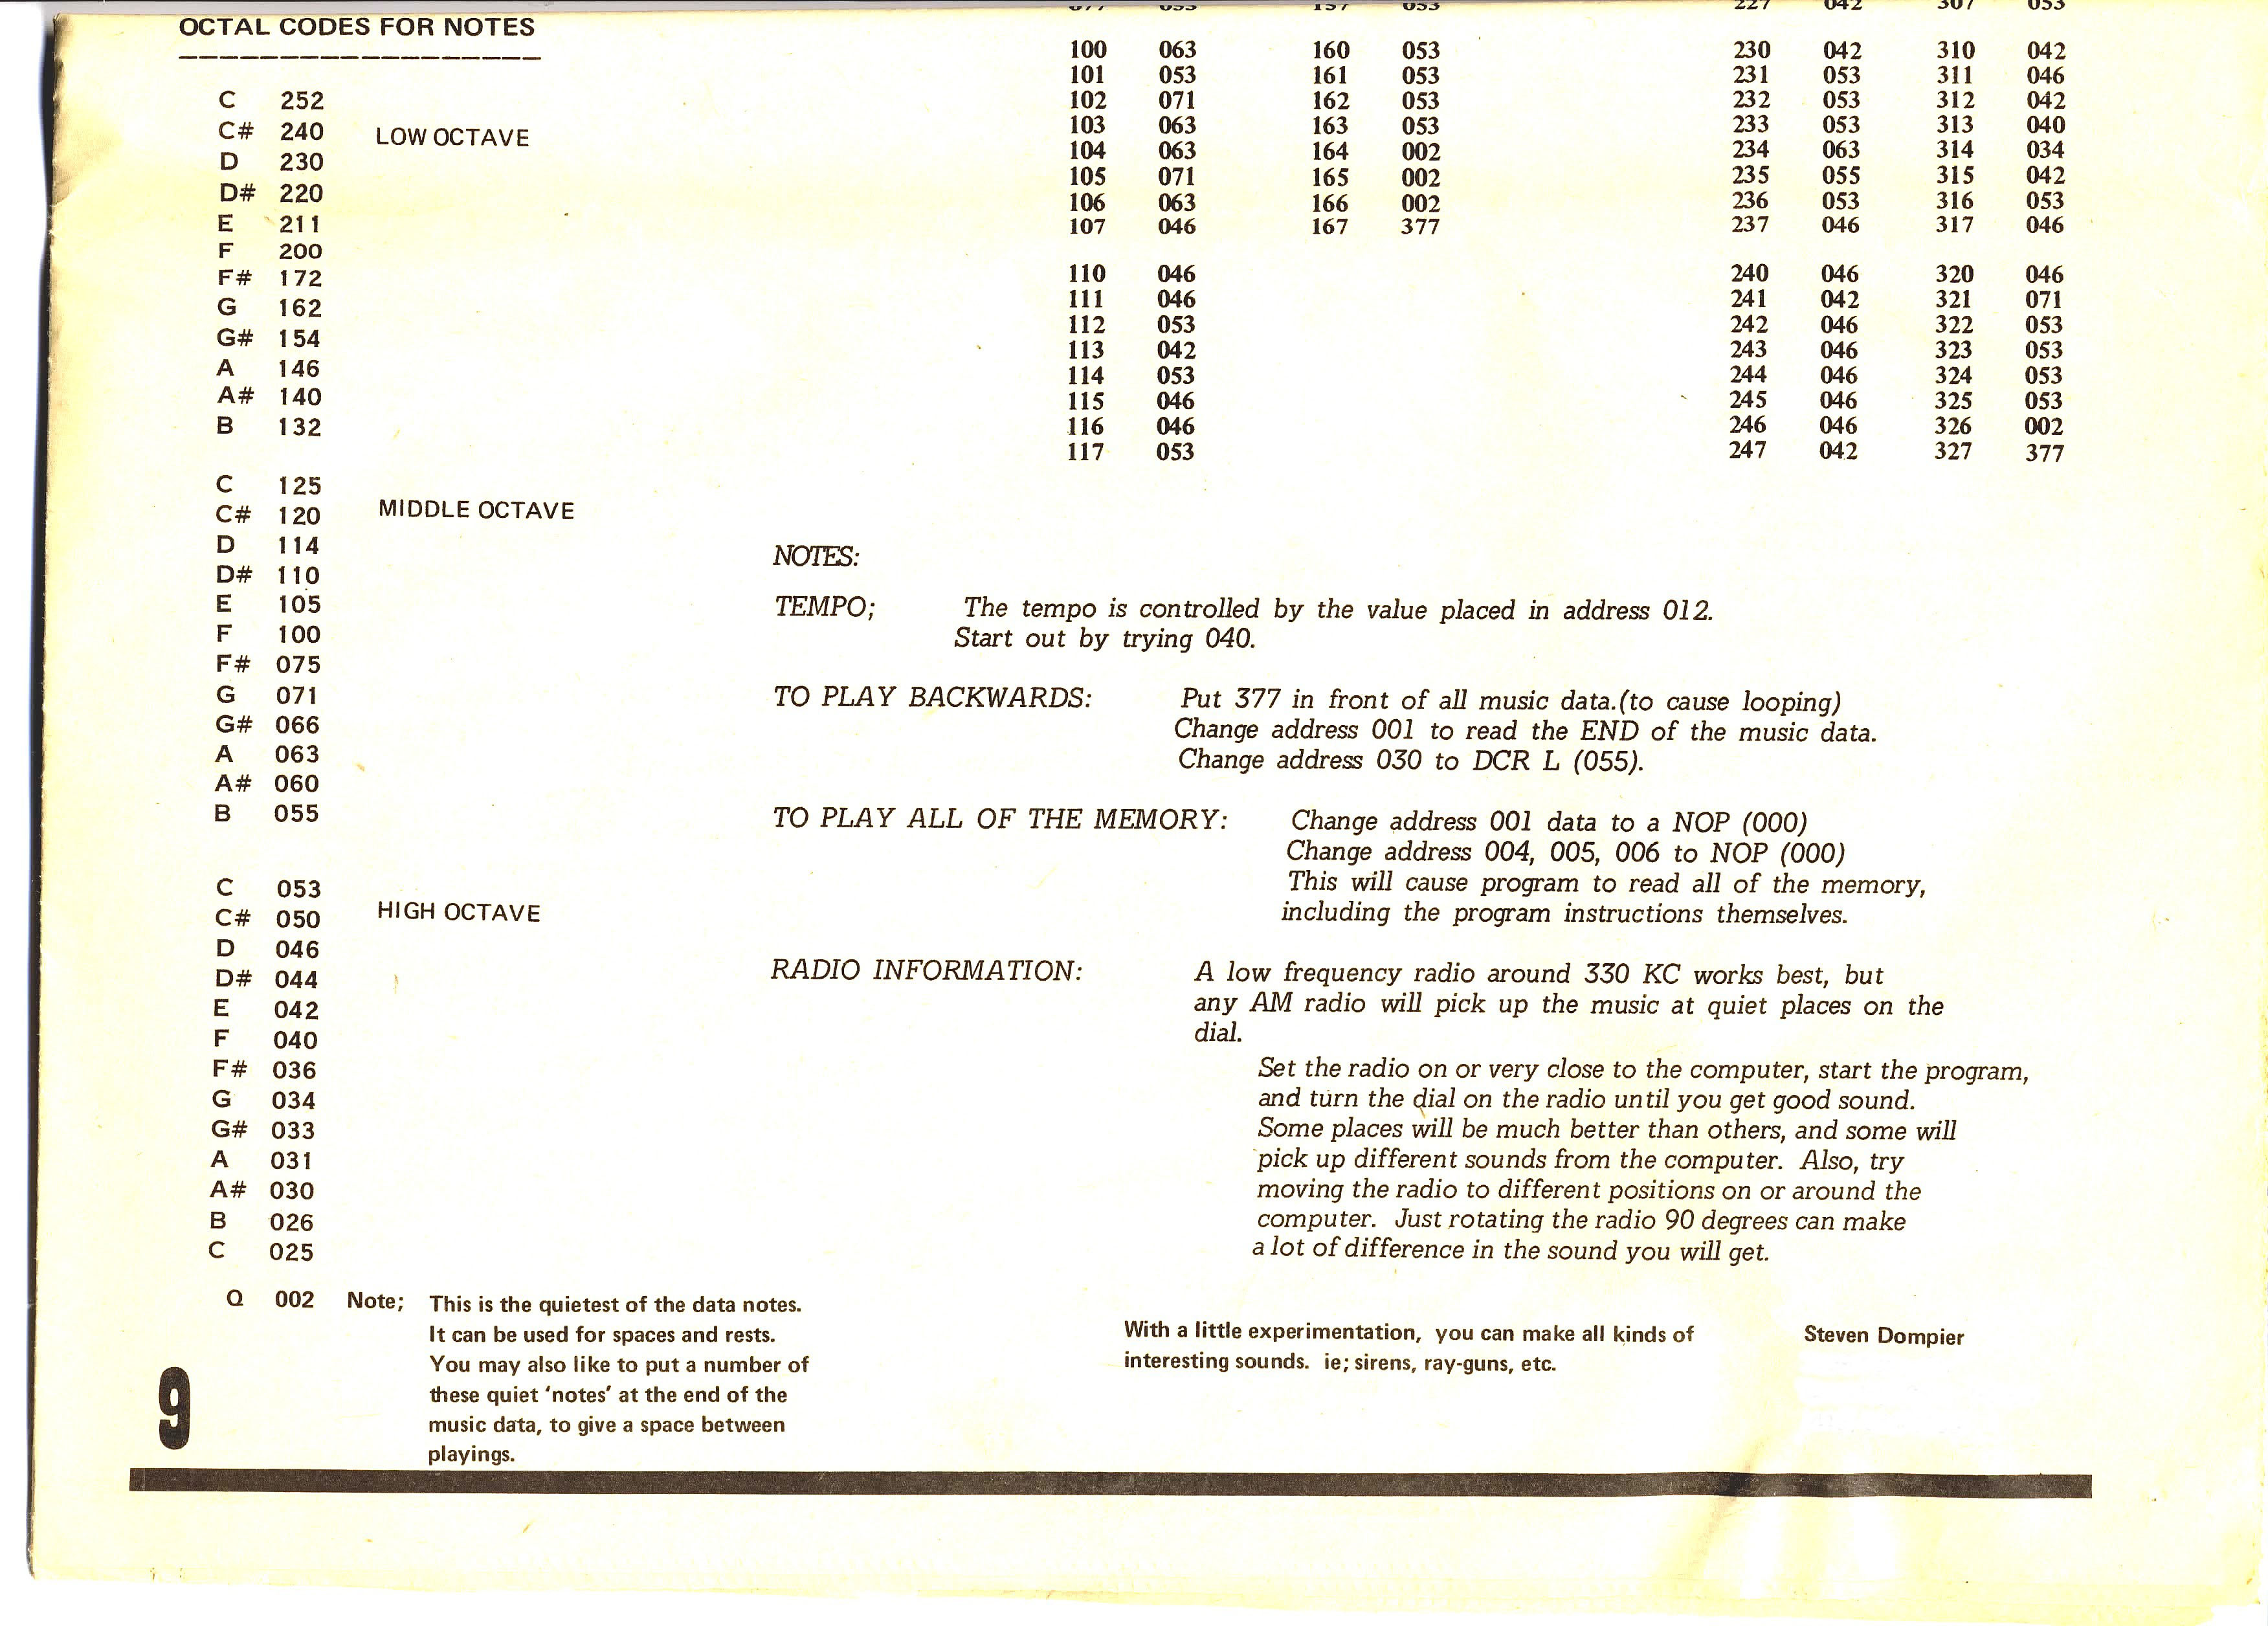 OCTAL CODES FOR NOTES
C 252
C# 240 LOW OCTAVE
D 230
D# 220
E 211
F 200
F# 172
G 162
G# 154
A 146
A# 140
B 132
C 125
C# 120 MIDDLE OCTAVE
D 114
D# 110
E 105
F 100
F# 075
G 071
G# 066
A 063
A# 060
B 055
C 053
C# 050 HIGH OCTAVE
D 046
D# 044
E 042
F 040
F# 036
G 034
G# 033
A 031
A# 030
B 026
C 025
Q 002 Note; This is the quietest of the data notes.
It can be used for spaces and rests.
You may also like to put a number of
these quiet 'notes' at the end of the
music data, to give a space between
playings.
227 042 307 053
100 063 160 053 230 042 310 042
101 053 161 053 231 053 311 046
102 071 162 053 232 053 312 042
103 063 163 053 233 053 313 040
104 063 164 002 234 063 314 034
105 071 165 002 235 055 315 042
106 063 166 002 236 053 316 053
107 046 167 377 237 046 317 046
110 046 240 046 320 046
111 046 241 042 321 071
112 053 242 046 322 053
113 042 243 046 323 053
114 053 244 046 324 053
115 046 245 046 325 053
116 046 246 046 326 002
117 053 247 042 327 377
NOTES:
TEMPO; The tempo is controlled by the value placed in address 012.
Start out by trying 040.
TO PLAY BACKWARDS: Put 377 in front of all music data.(to cause looping)
Change address 001 to read the END of the music data.
Change address 030 to DCR L (055).
TO PLAY ALL OF THE MEMORY: Change address 001 data to a NOP (000)
Change address 004, 005, 006 to NOP (000)
This will cause program to read all of the memory,
including the program instructions themselves.
RADIO INFORMATION: A low frequency radio around 330 KC works best, but
any AM radio will pick up the music at quiet places on the
dial.
Set the radio on or very close to the computer, start the program,
and turn the dial on the radio until you get good sound.
Some places will be much better than others, and some will
pick up different sounds from the computer. Also, try
moving the radio to different positions on or around the
computer. Just rotating the radio 90 degrees can make
a lot of difference in the sound you will get.
With a little experimentation, you can make all kinds of Steven Dompier
interesting sounds. ie; sirens, ray-guns, etc.
9